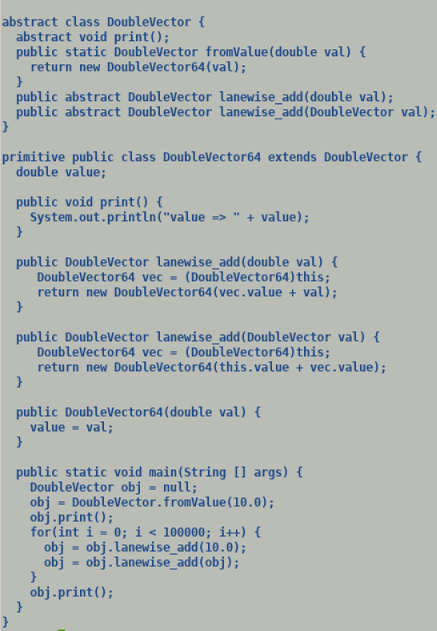 abstract class DoubleVector {
  abstract void print();
  public static DoubleVector fromValue(double val) {
    return new DoubleVector64(val);
  }
  public abstract DoubleVector lanewise_add(double val);
  public abstract DoubleVector lanewise_add(DoubleVector val);
}

primitive public class DoubleVector64 extends DoubleVector {
  double value;

  public void print() {
    System.out.println("value => " + value);
  }

  public DoubleVector lanewise_add(double val) {
     DoubleVector64 vec = (DoubleVector64)this;
     return new DoubleVector64(vec.value + val);
  }

  public DoubleVector lanewise_add(DoubleVector val) {
     DoubleVector64 vec = (DoubleVector64)this;
     return new DoubleVector64(this.value + vec.value);
  }

  public DoubleVector64(double val) {
    value = val;
  }

  public static void main(String [] args) {
    DoubleVector obj = null;
    obj = DoubleVector.fromValue(10.0);
    obj.print();
    for(int i = 0; i < 100000; i++) {
      obj = obj.lanewise_add(10.0);
      obj = obj.lanewise_add(obj);
    }
    obj.print();
  }
}